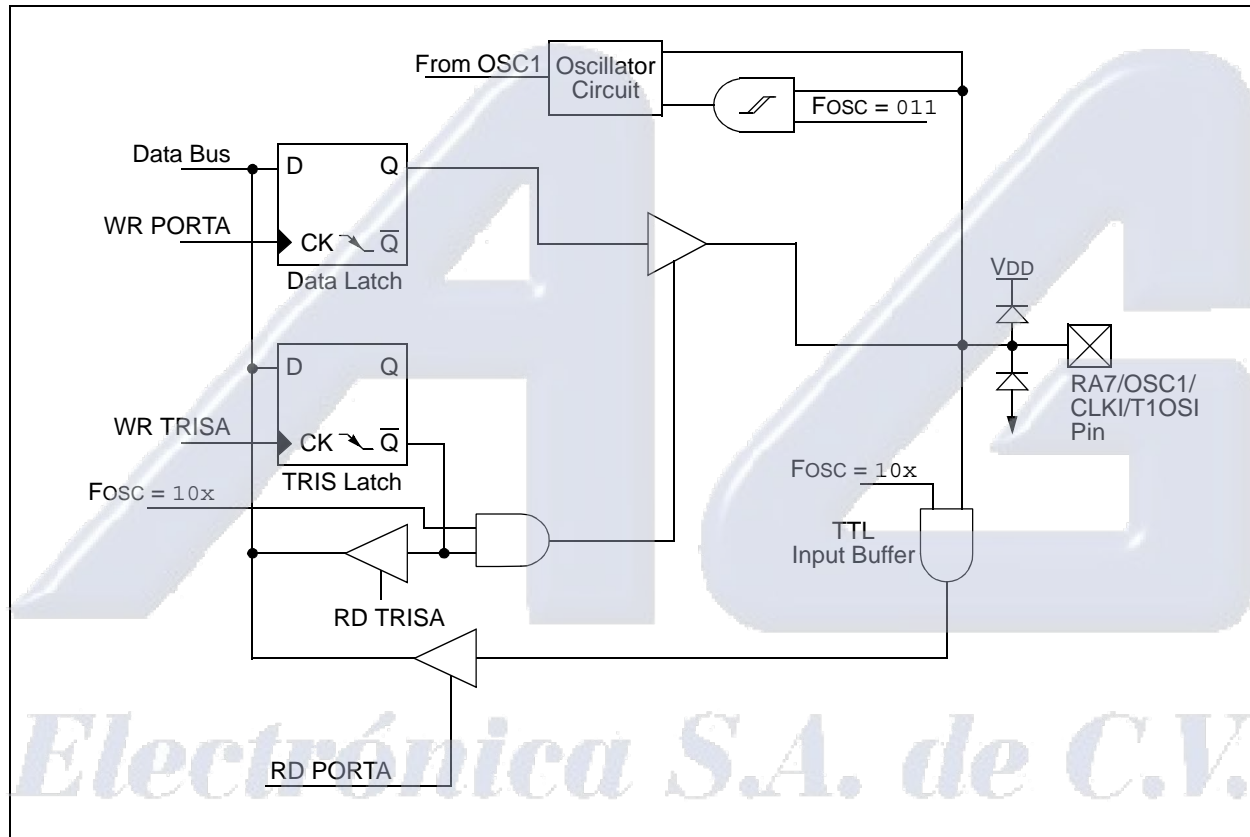 From OSC1
Oscillator
Circuit
FOSC = 011
Data Bus
D
Q
WR PORTA
CK
Q̅
Data Latch
VDD
D
Q
RA7/OSC1/
CLKI/T1OSI
Pin
WR TRISA
CK
Q̅
TRIS Latch
FOSC = 10x
FOSC = 10x
TTL
Input Buffer
RD TRISA
RD PORTA
AG
Electrónica S.A. de C.V.